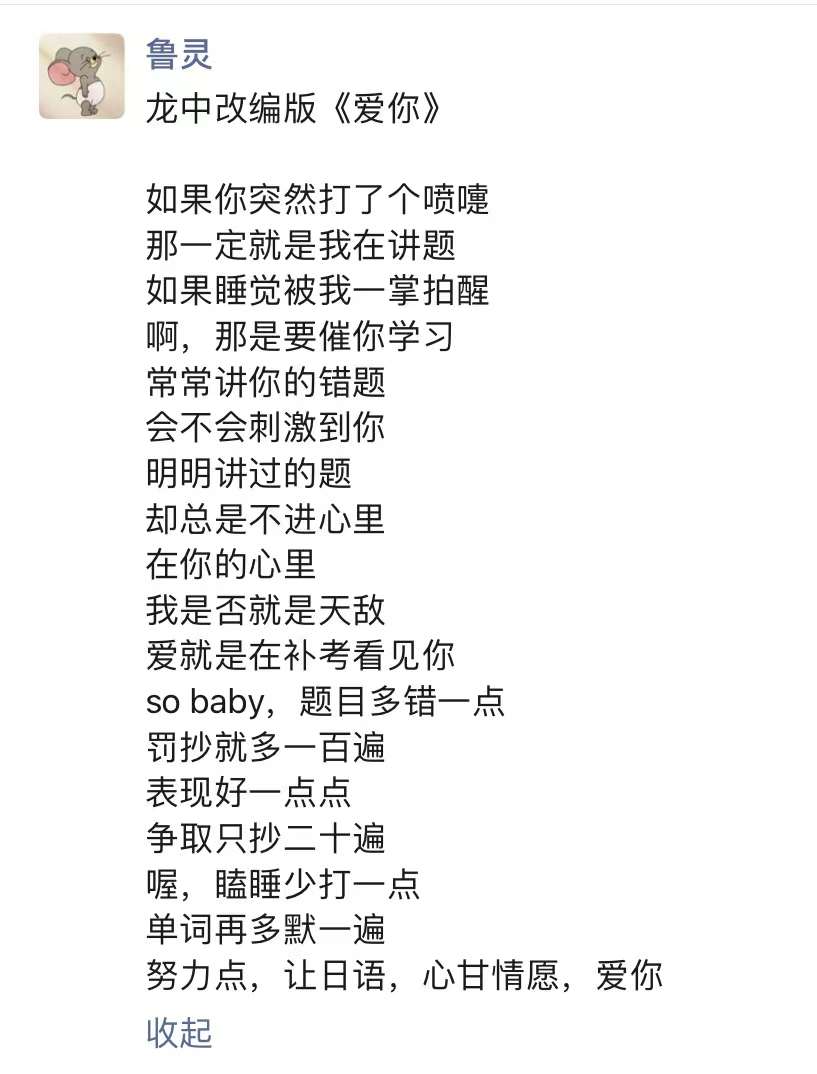 鲁灵
龙中改编版《爱你》
如果你突然打了个喷嚏
那一定就是我在讲题
如果睡觉被我一掌拍醒
啊，那是要催你学习
常常讲你的错题
会不会刺激到你
明明讲过的题
却总是不进心里
在你的心里
我是否就是天敌
爱就是在补考看见你
so baby，题目多错一点
罚抄就多一百遍
表现好一点点
争取只抄二十遍
喔，瞌睡少打一点
单词再多默一遍
努力点，让日语，心甘情愿，爱你
收起